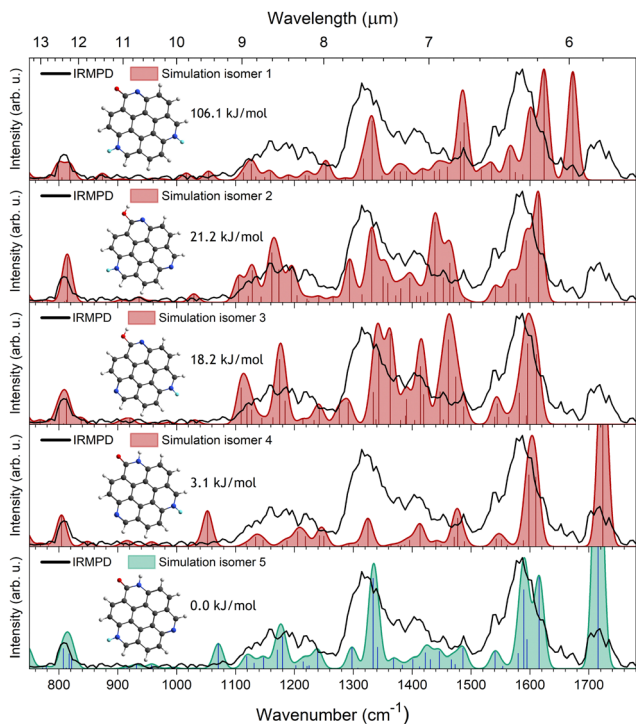 Wavelength (μm)
13 12 11 10 9 8 7 6
Intensity (arb. u.)
IRMPD Simulation isomer 1
106.1 kJ/mol
Intensity (arb. u.)
IRMPD Simulation isomer 2
21.2 kJ/mol
Intensity (arb. u.)
IRMPD Simulation isomer 3
18.2 kJ/mol
Intensity (arb. u.)
IRMPD Simulation isomer 4
3.1 kJ/mol
Intensity (arb. u.)
IRMPD Simulation isomer 5
0.0 kJ/mol
800 900 1000 1100 1200 1300 1400 1500 1600 1700
Wavenumber (cm⁻¹)